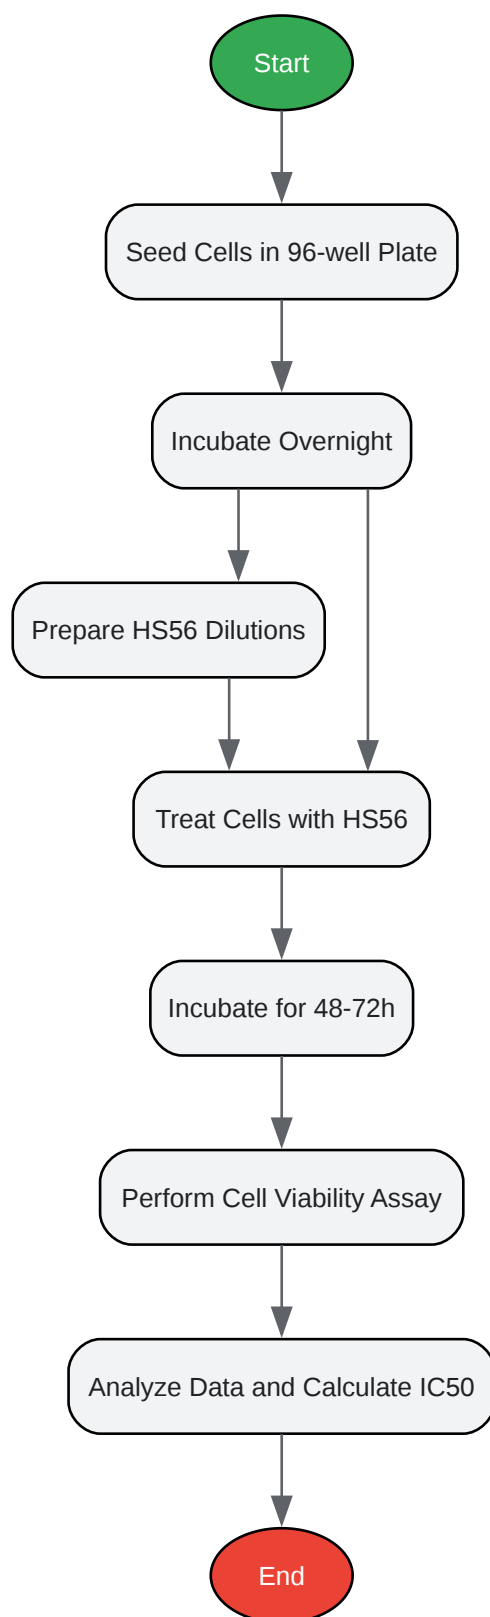 Start
Seed Cells in 96-well Plate
Incubate Overnight
Prepare HS56 Dilutions
Treat Cells with HS56
Incubate for 48-72h
Perform Cell Viability Assay
Analyze Data and Calculate IC50
End